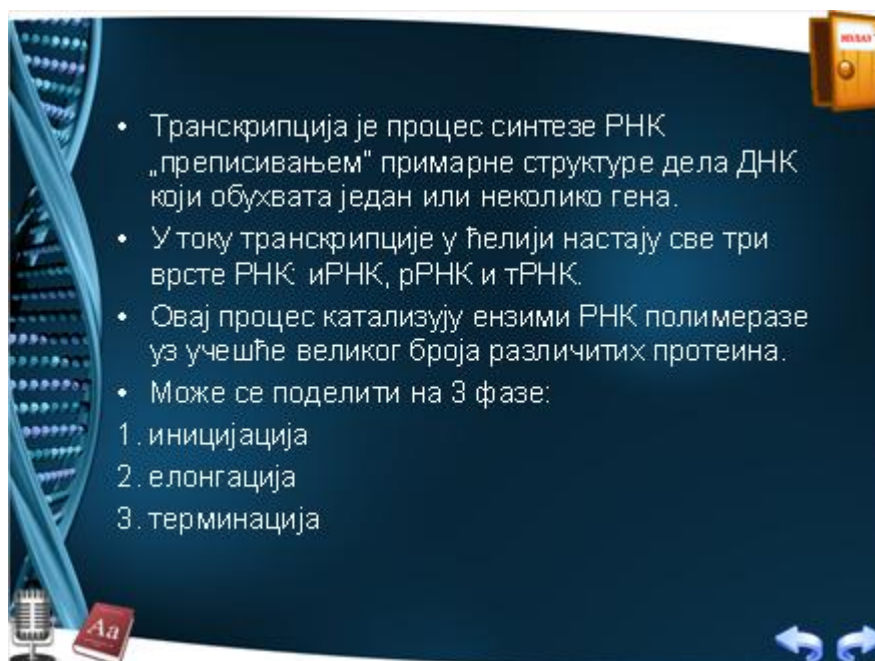 • Транскрипција је процес синтезе РНК
„преписивањем" примарне структуре дела ДНК
који обухвата један или неколико гена.
• У току транскрипције у ћелији настају све три
врсте РНК: иРНК, рРНК и тРНК.
• Овај процес катализују ензими РНК полимеразе
уз учешће великог броја различитих протеина.
• Може се поделити на 3 фазе:
1. иницијација
2. елонгација
3. терминација
Aa